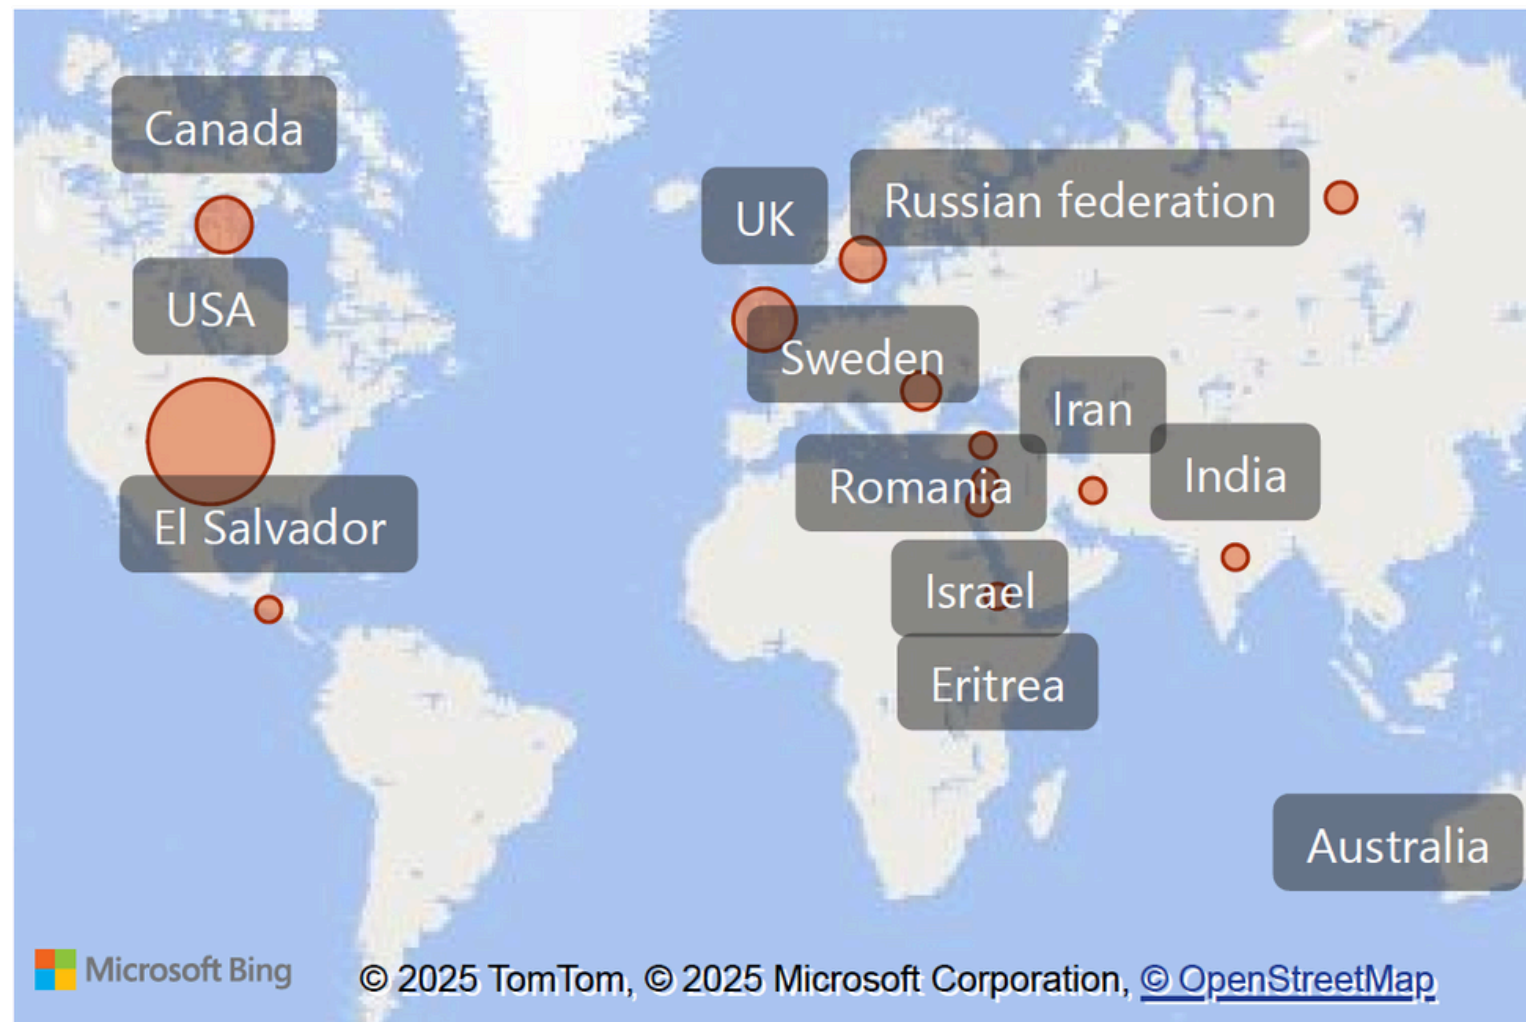 Canada
UK
Russian federation
USA
Sweden
Iran
India
Romania
El Salvador
Israel
Eritrea
Australia
Microsoft Bing
© 2025 TomTom, © 2025 Microsoft Corporation, © OpenStreetMap